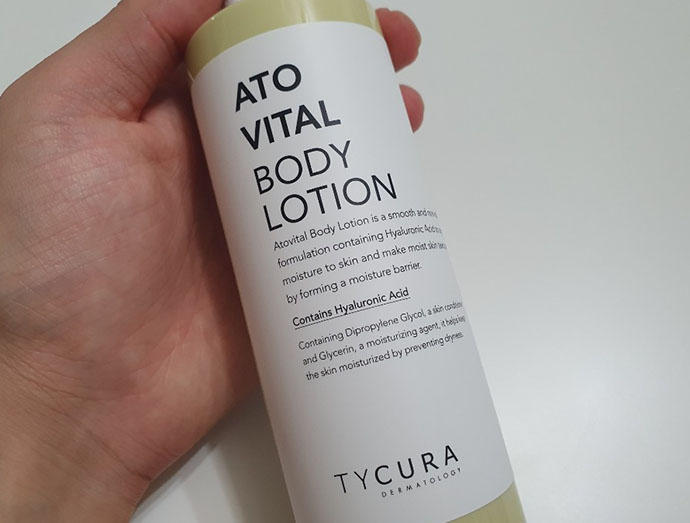 ATO
VITAL
BODY
LOTION
Atovital Body Lotion is a smooth and
formulation containing Hyaluronic Acid
moisture to skin and make moist skin
by forming a moisture barrier.
Contains Hyaluronic Acid
Containing Dipropylene Glycol, a skin
and Glycerin, a moisturizing agent, it helps
the skin moisturized by preventing dryness.
TYCURA
DERMATOLOGY